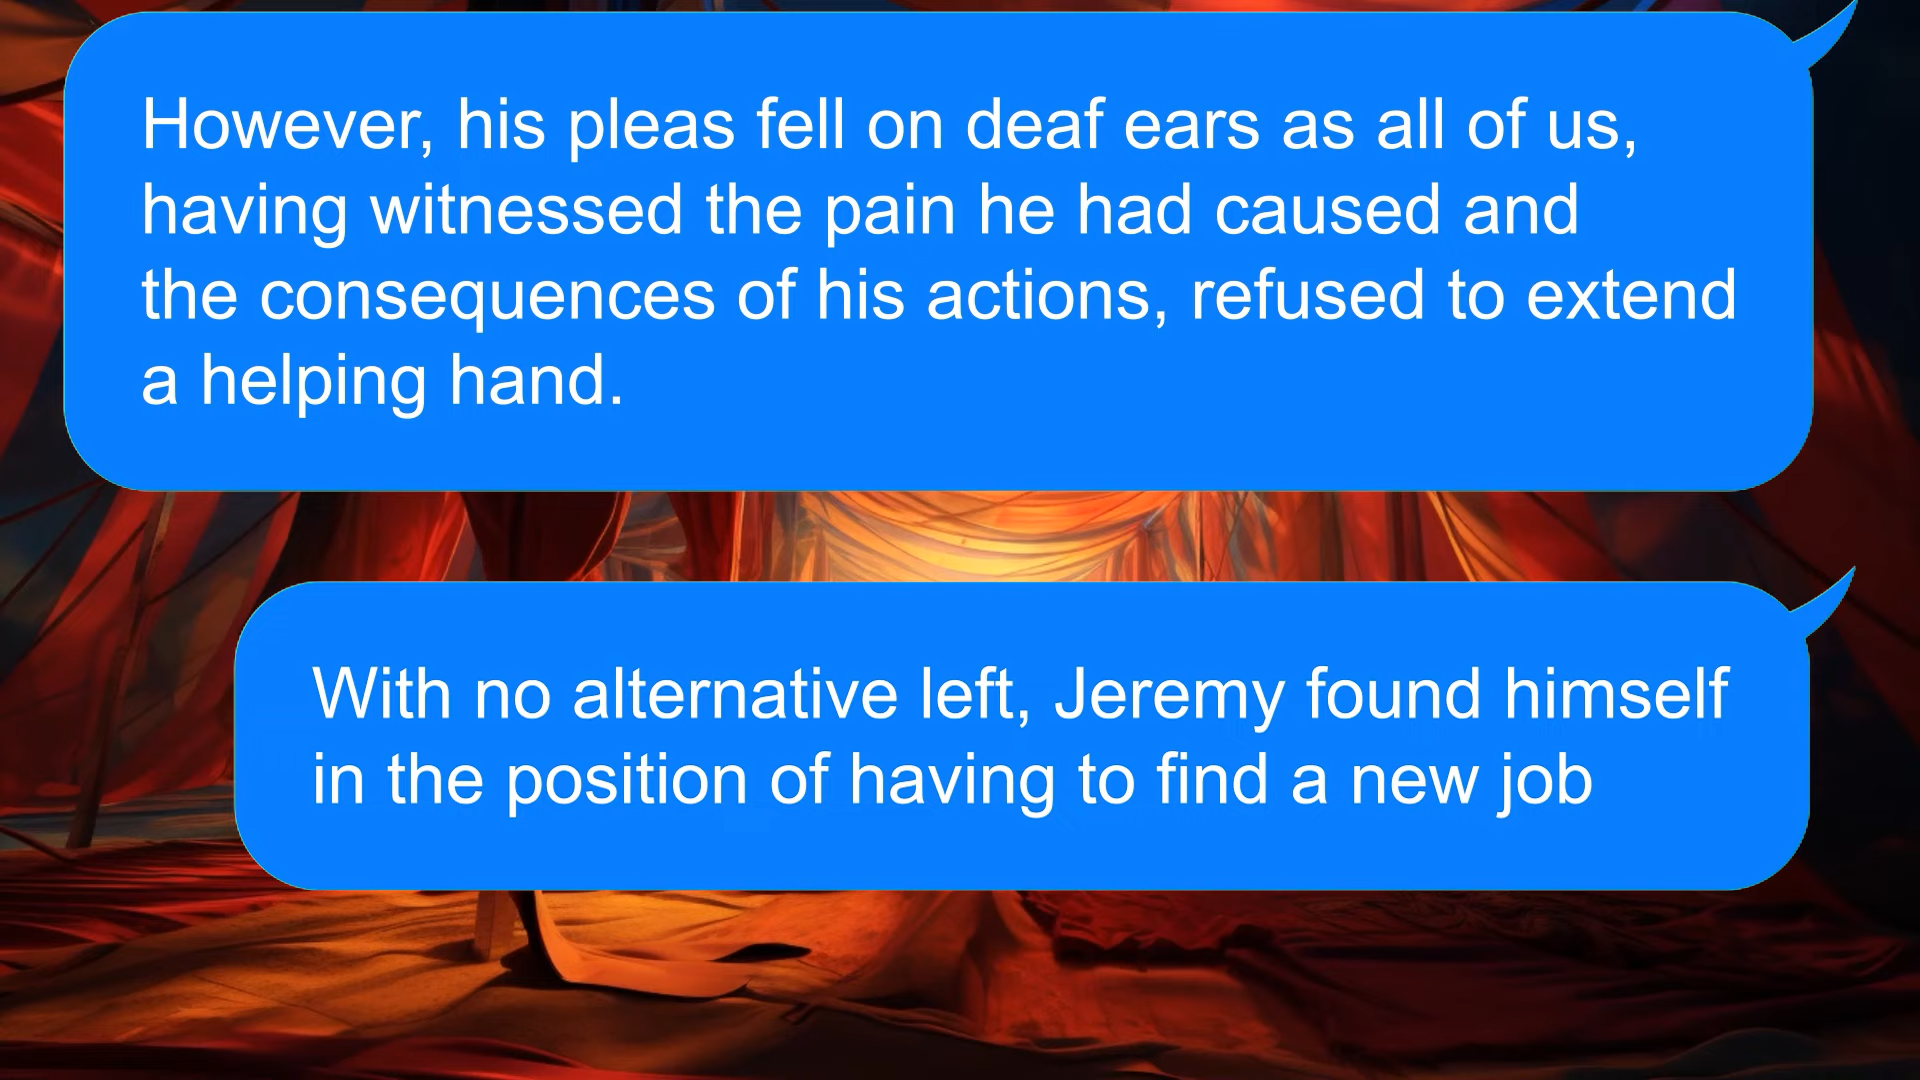 However, his pleas fell on deaf ears as all of us,
having witnessed the pain he had caused and
the consequences of his actions, refused to extend
a helping hand.
With no alternative left, Jeremy found himself
in the position of having to find a new job